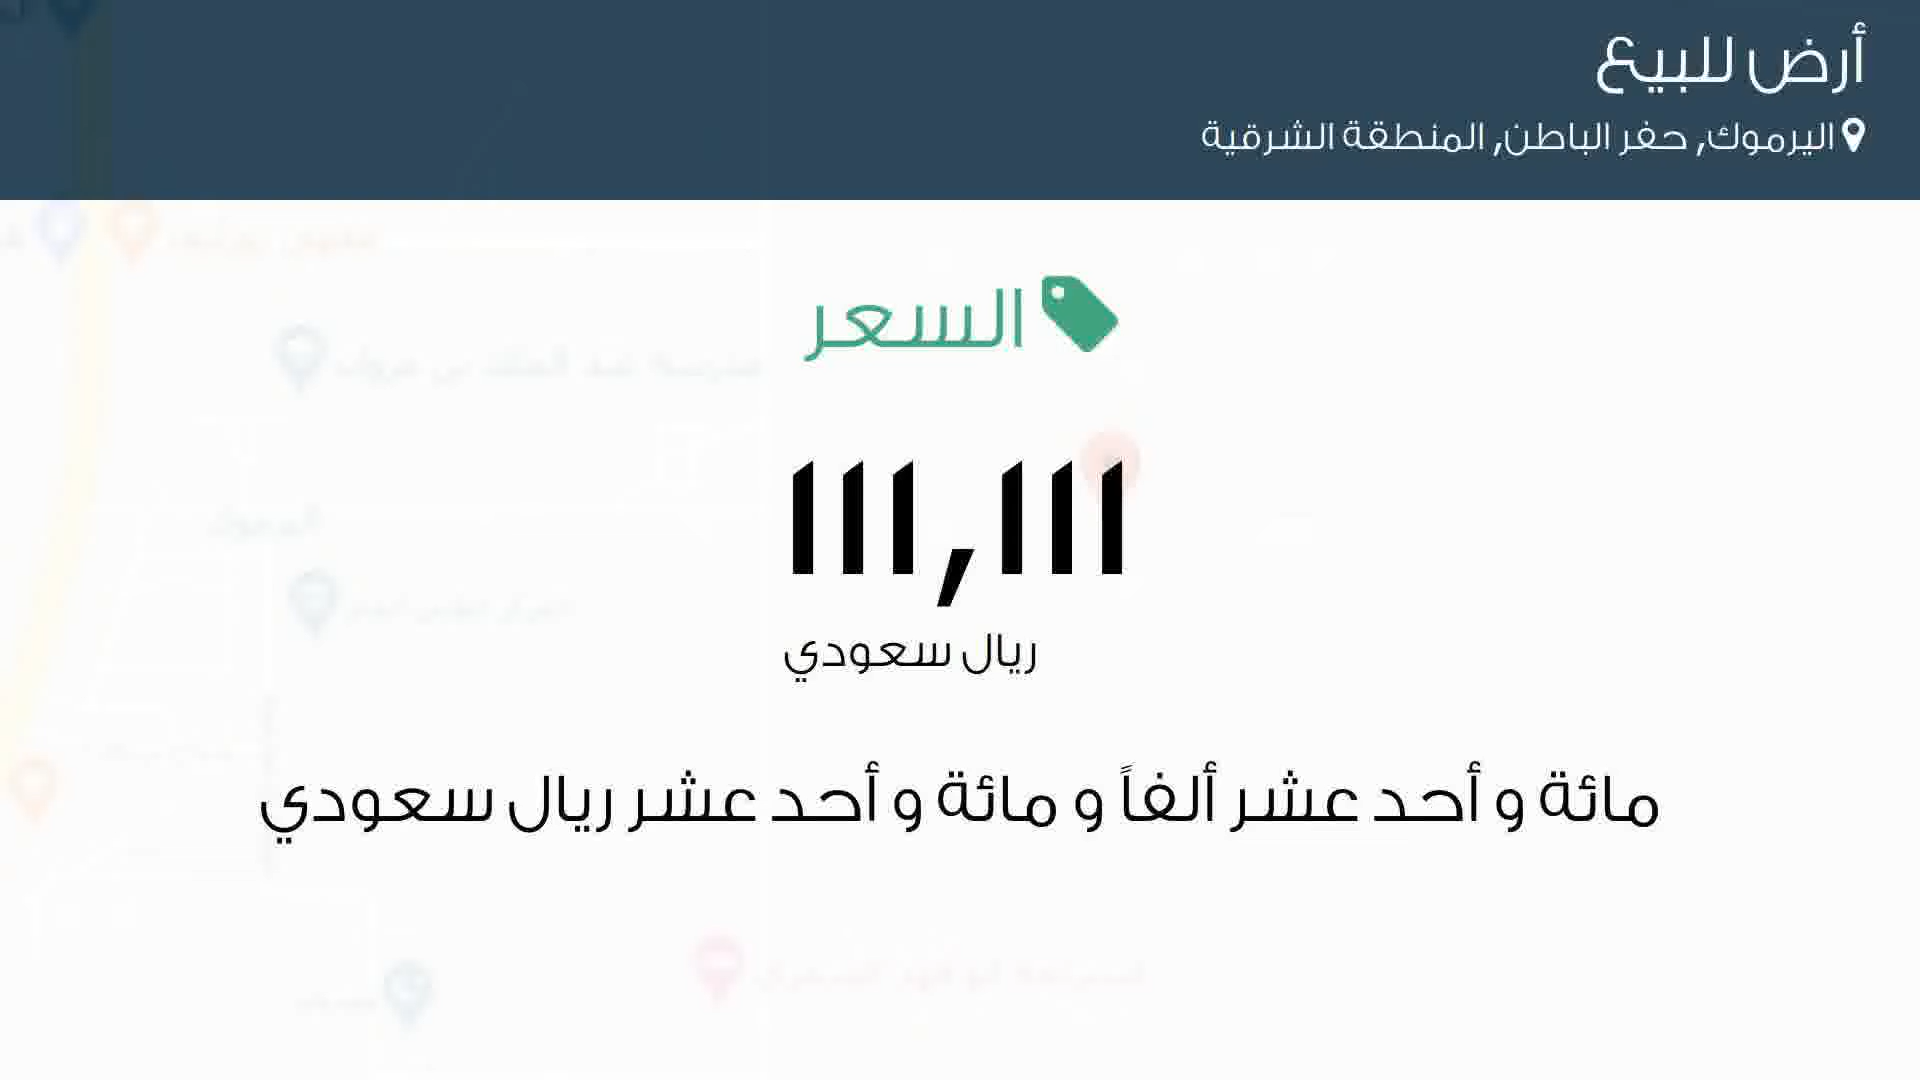 أرض للبيع
اليرموك, حفر الباطن, المنطقة الشرقية
السعر
111,111
ريال سعودي
مائة و أحد عشر ألفاً و مائة و أحد عشر ريال سعودي